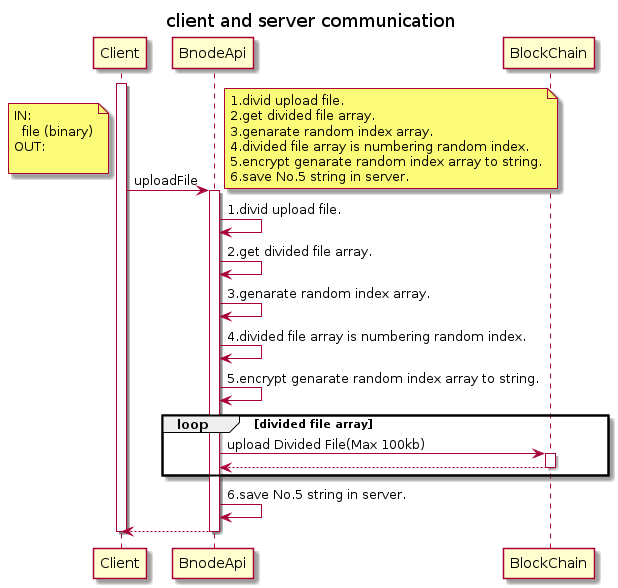 client and server communication
Client
BnodeApi
BlockChain
IN:
file (binary)
OUT:
1.divid upload file.
2.get divided file array.
3.genarate random index array.
4.divided file array is numbering random index.
5.encrypt genarate random index array to string.
6.save No.5 string in server.
uploadFile
1.divid upload file.
2.get divided file array.
3.genarate random index array.
4.divided file array is numbering random index.
5.encrypt genarate random index array to string.
loop [divided file array]
upload Divided File(Max 100kb)
6.save No.5 string in server.
Client
BnodeApi
BlockChain